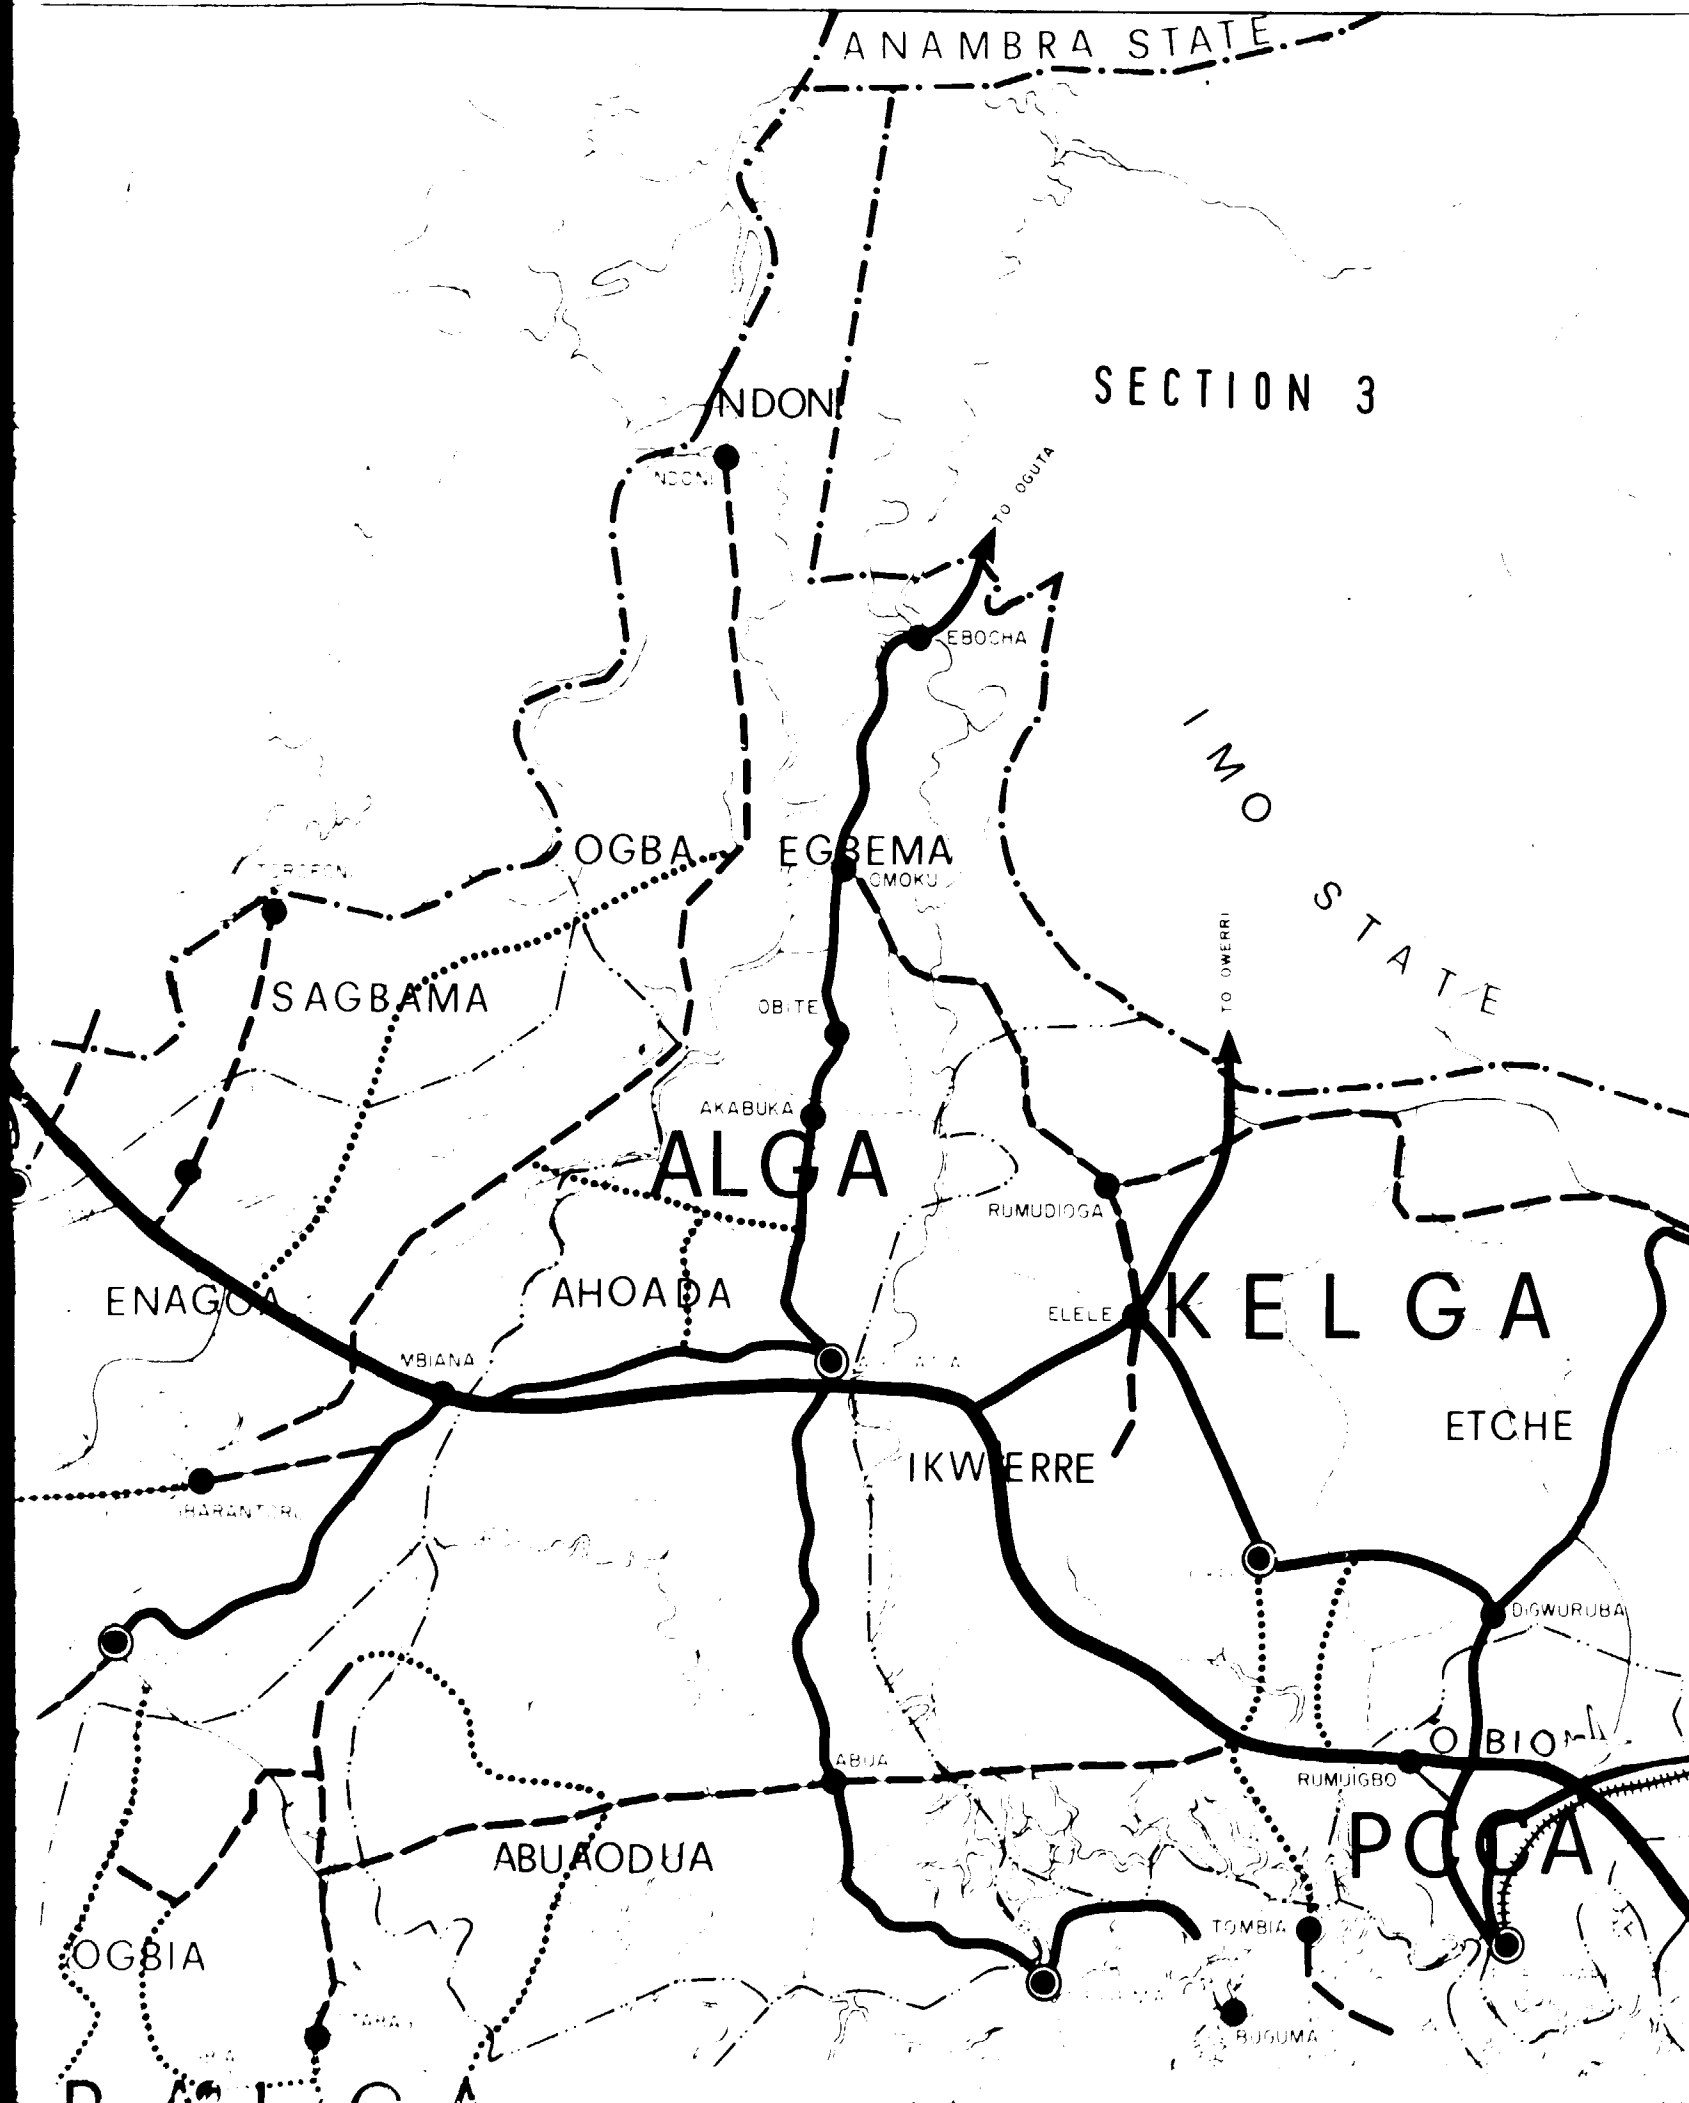 ANAMBRA STATE
SECTION 3
NDONI
NDONI
TO OGUTA
EBOCHA
IMO STATE
OGBA
EGBEMA
OMOKU
TO OWERRI
SAGBAMA
OBITE
AKABUKA
ALGA
RUMUDIOGA
ENAGOA
AHOADA
ELELE
KELGA
MBIANA
ETCHE
IKWERRE
DIGWURUBA
ABUA
OBIO
RUMUIGBO
ABUAODUA
TOMBIA
OGBIA
BUGUMA